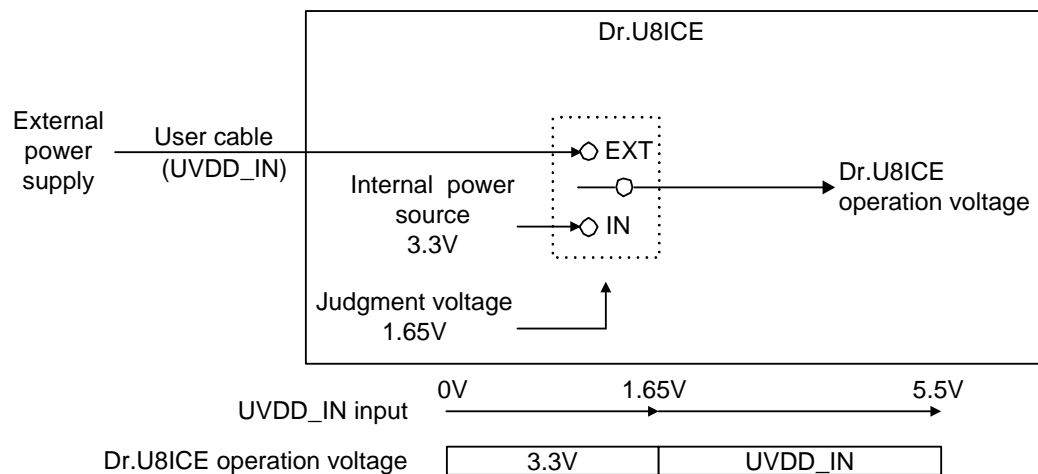 Dr.U8ICE
External
power
supply
User cable
(UVDD_IN)
EXT
Internal power
source
3.3V
IN
Dr.U8ICE
operation voltage
Judgment voltage
1.65V
0V 1.65V 5.5V
UVDD_IN input
Dr.U8ICE operation voltage 3.3V UVDD_IN